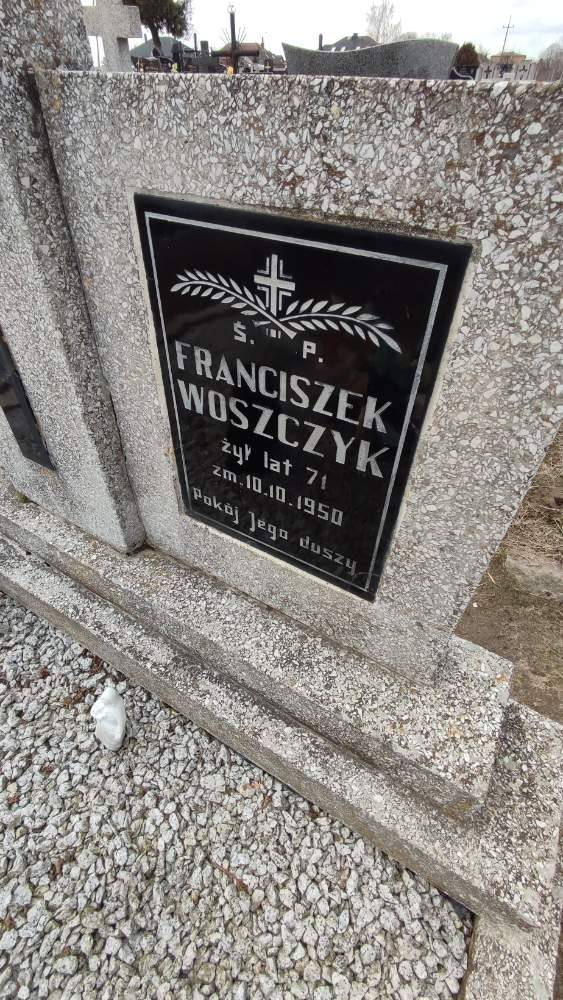 Ś. P.
FRANCISZEK
WOSZCZYK
żył lat 71
zm. 10.10.1950
pokój Jego duszy